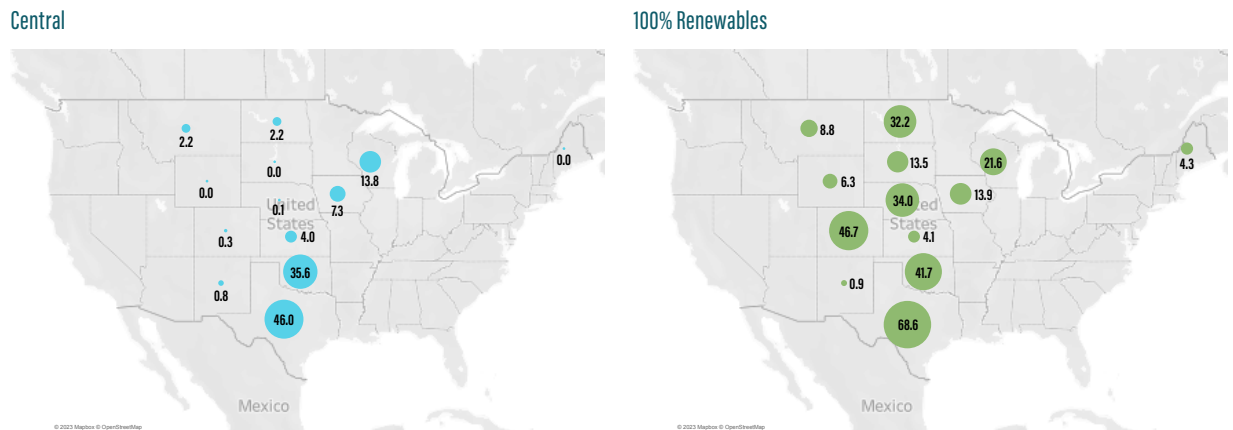 Central
2.2
2.2
0.0
0.0
13.8
0.0
0.1
United
States
7.3
0.3
4.0
35.6
0.8
46.0
Mexico
© 2023 Mapbox © OpenStreetMap
100% Renewables
8.8
32.2
13.5
21.6
4.3
6.3
34.0
ed
States
13.9
46.7
4.1
41.7
0.9
68.6
Mexico
© 2023 Mapbox © OpenStreetMap